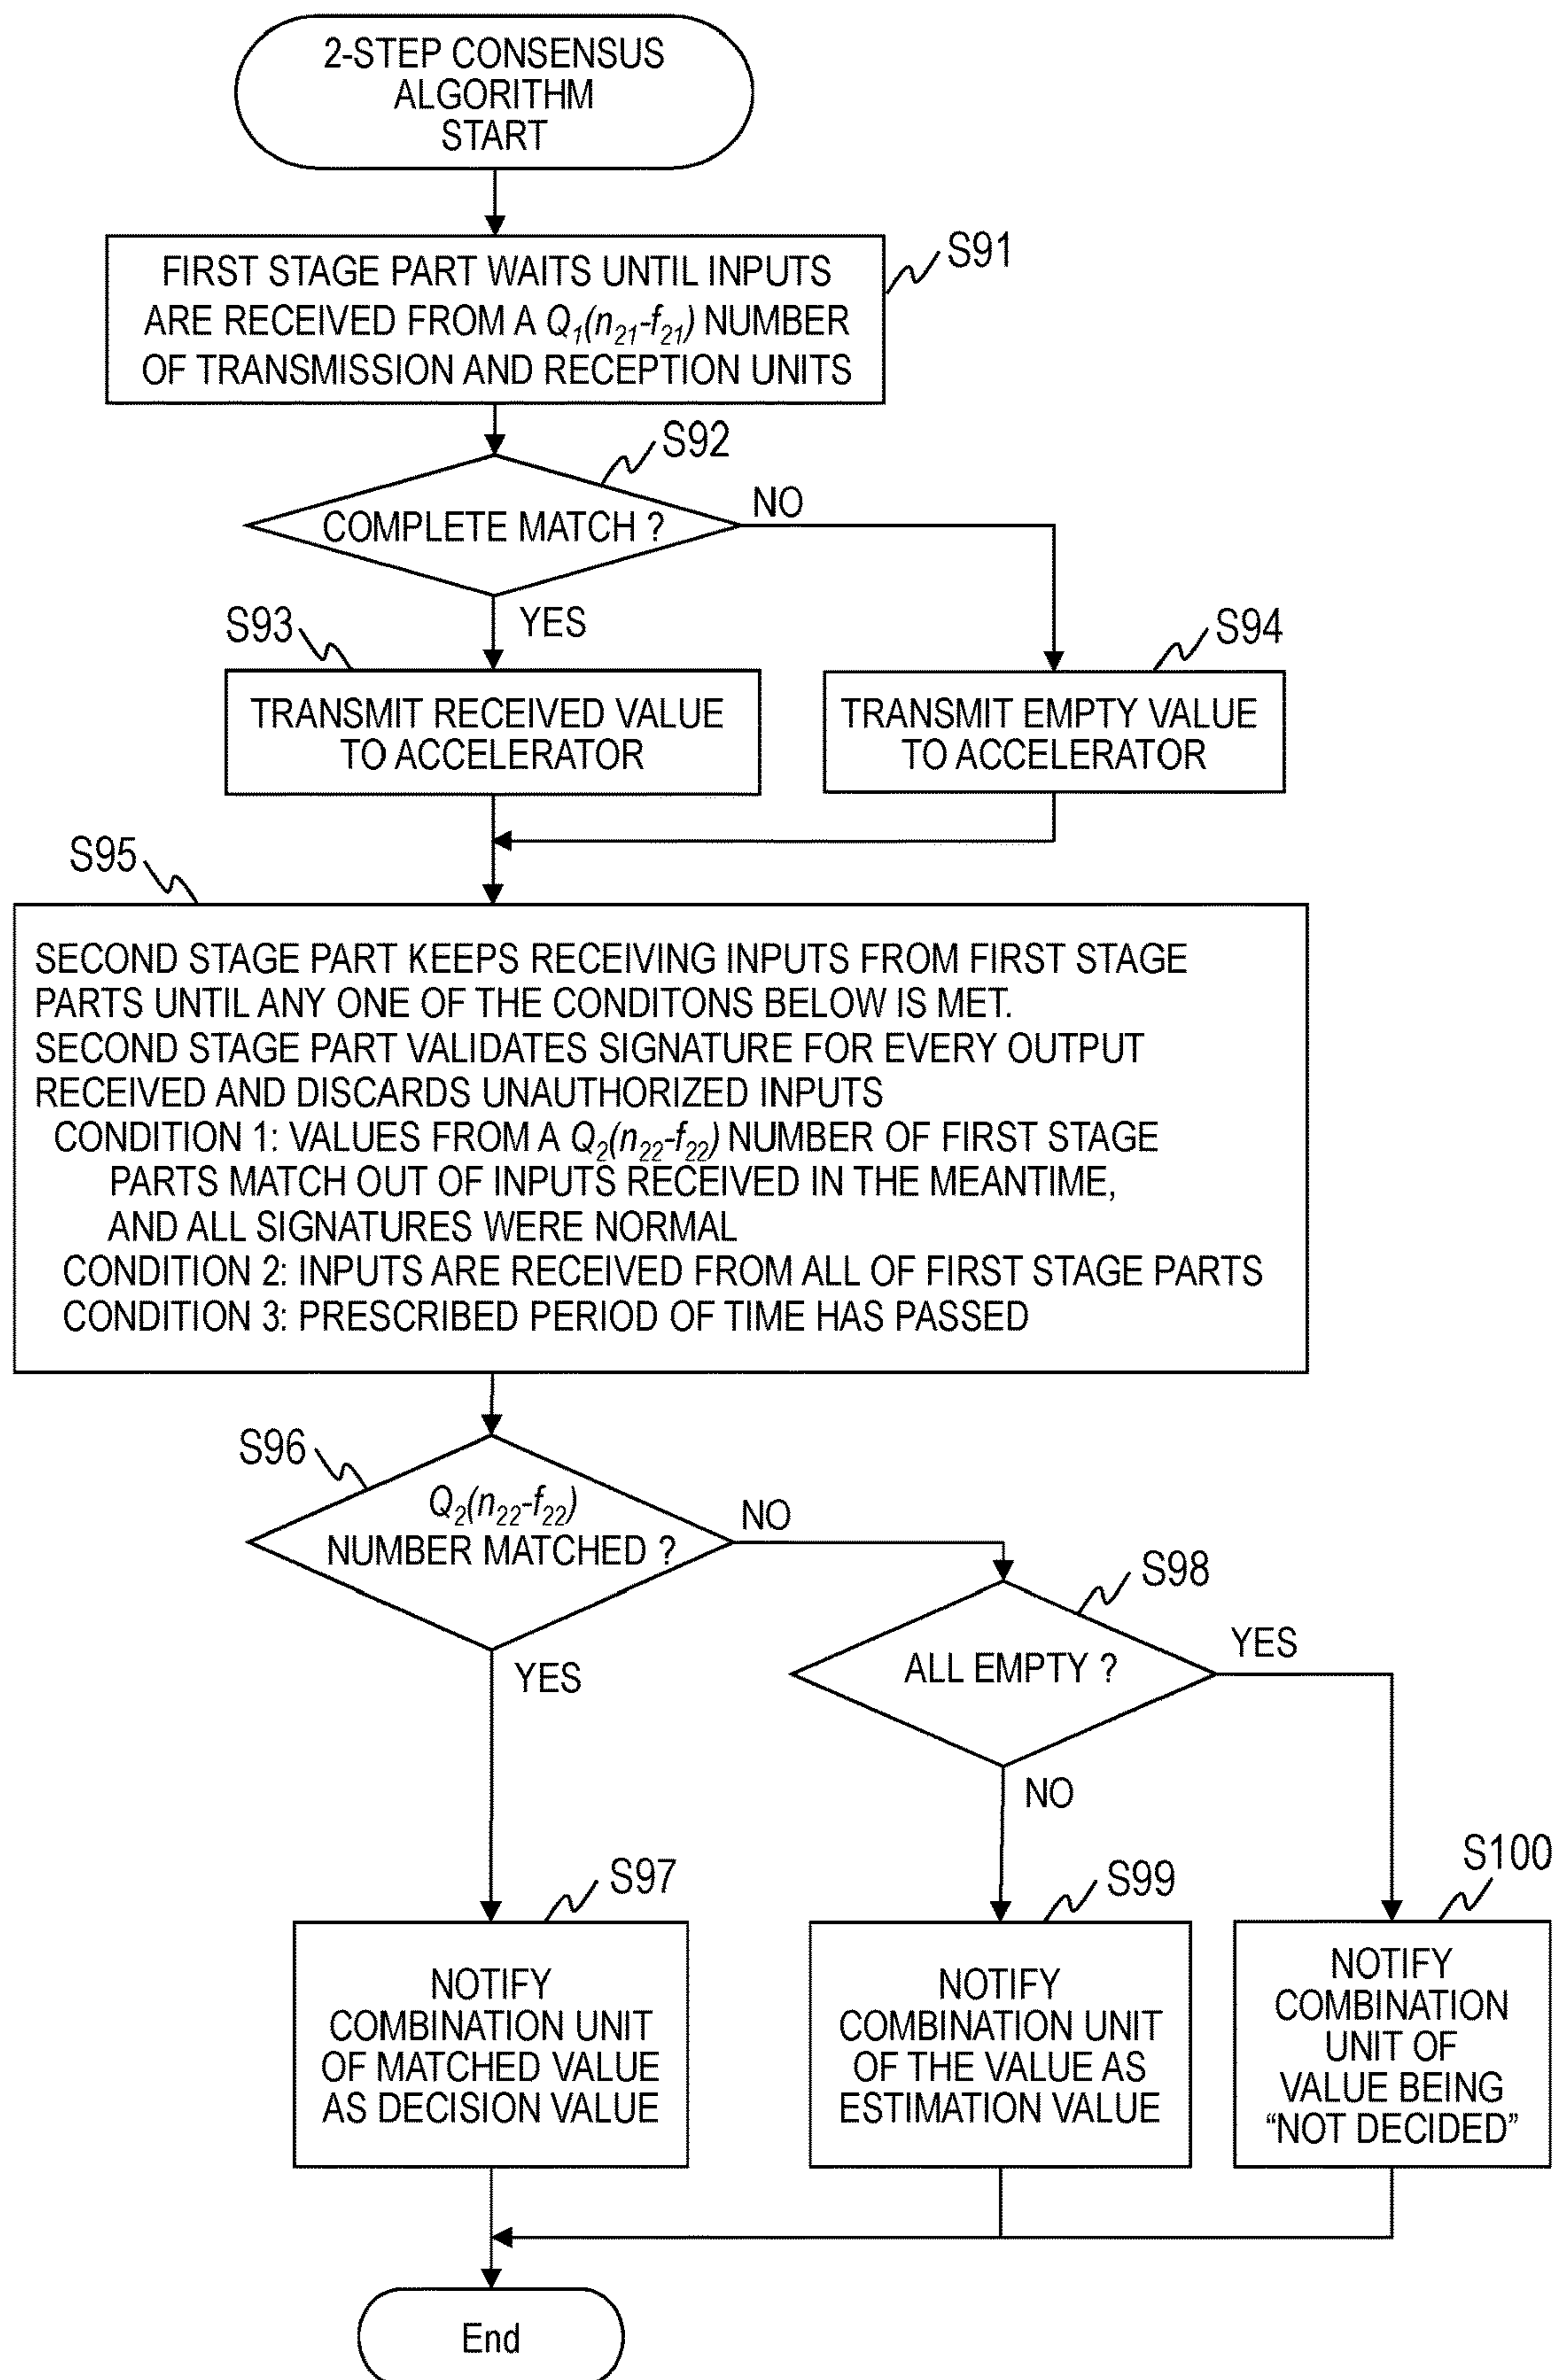 2-STEP CONSENSUS
ALGORITHM
START
S91
FIRST STAGE PART WAITS UNTIL INPUTS
ARE RECEIVED FROM A Q1(n21-f21) NUMBER
OF TRANSMISSION AND RECEPTION UNITS
S92
COMPLETE MATCH ?
NO
YES
S93
TRANSMIT RECEIVED VALUE
TO ACCELERATOR
S94
TRANSMIT EMPTY VALUE
TO ACCELERATOR
S95
SECOND STAGE PART KEEPS RECEIVING INPUTS FROM FIRST STAGE
PARTS UNTIL ANY ONE OF THE CONDITONS BELOW IS MET.
SECOND STAGE PART VALIDATES SIGNATURE FOR EVERY OUTPUT
RECEIVED AND DISCARDS UNAUTHORIZED INPUTS
CONDITION 1: VALUES FROM A Q2(n22-f22) NUMBER OF FIRST STAGE
PARTS MATCH OUT OF INPUTS RECEIVED IN THE MEANTIME,
AND ALL SIGNATURES WERE NORMAL
CONDITION 2: INPUTS ARE RECEIVED FROM ALL OF FIRST STAGE PARTS
CONDITION 3: PRESCRIBED PERIOD OF TIME HAS PASSED
S96
Q2(n22-f22)
NUMBER MATCHED ?
NO
YES
S98
ALL EMPTY ?
YES
NO
S97
NOTIFY
COMBINATION UNIT
OF MATCHED VALUE
AS DECISION VALUE
S99
NOTIFY
COMBINATION UNIT
OF THE VALUE AS
ESTIMATION VALUE
S100
NOTIFY
COMBINATION
UNIT OF
VALUE BEING
“NOT DECIDED”
End